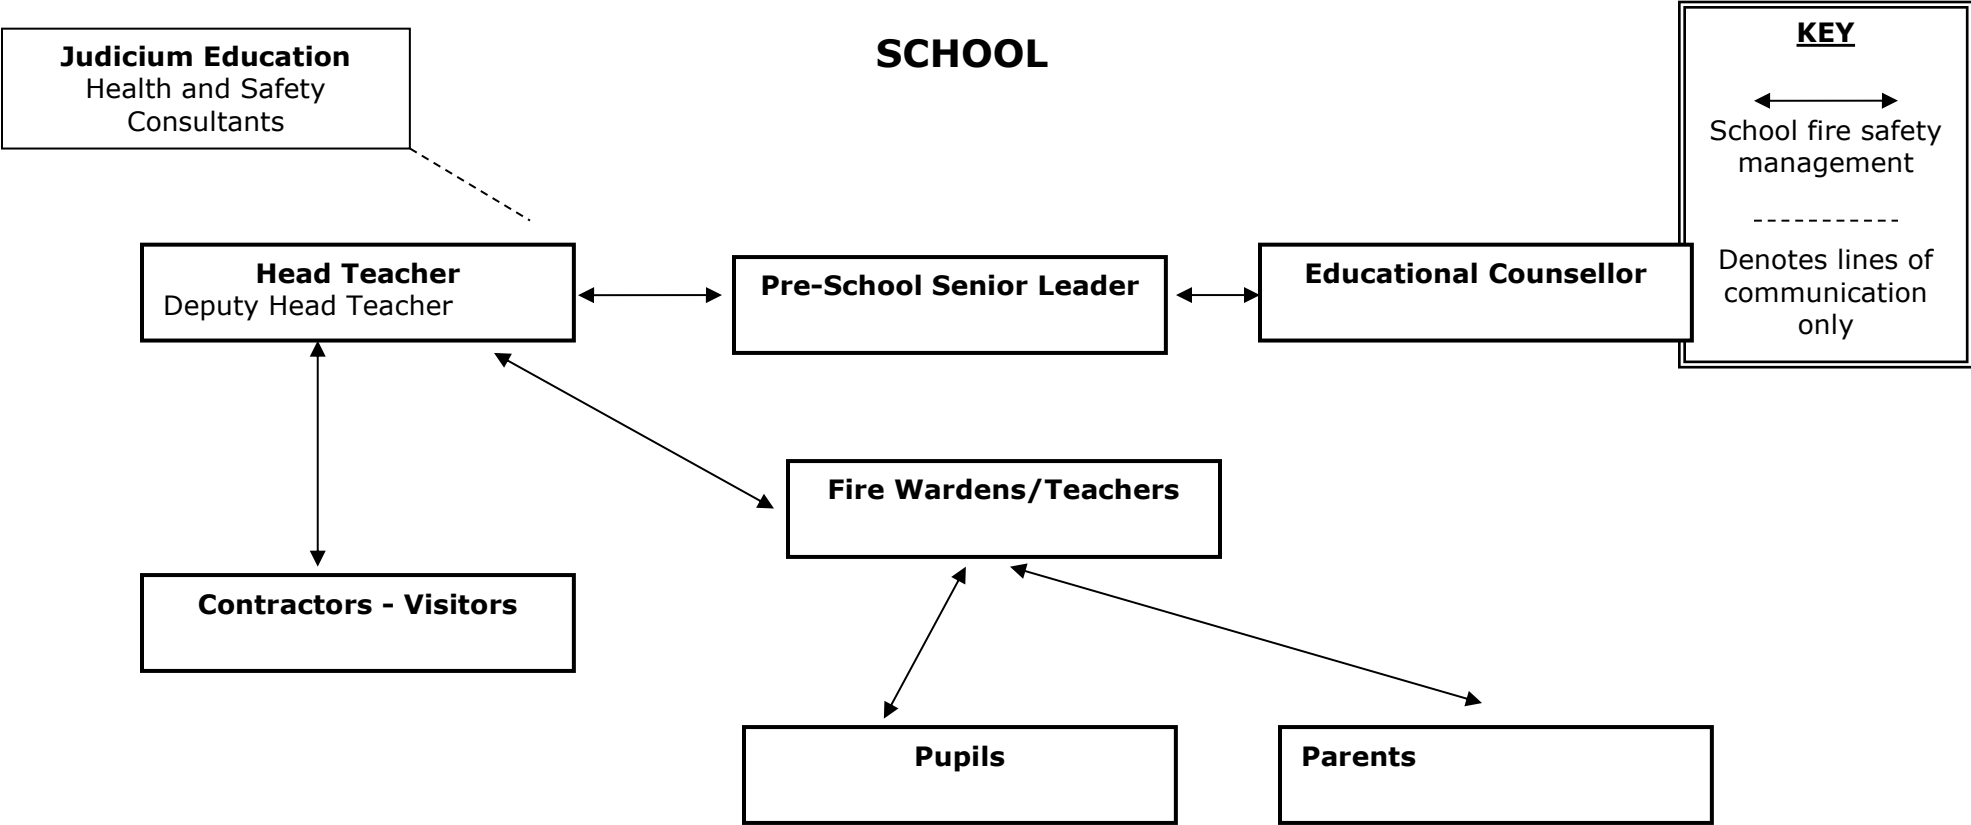 Judicium Education
Health and Safety
Consultants
SCHOOL
KEY
School fire safety
management
Denotes lines of
communication
only
Head Teacher
Deputy Head Teacher
Pre-School Senior Leader
Educational Counsellor
Fire Wardens/Teachers
Contractors - Visitors
Pupils
Parents